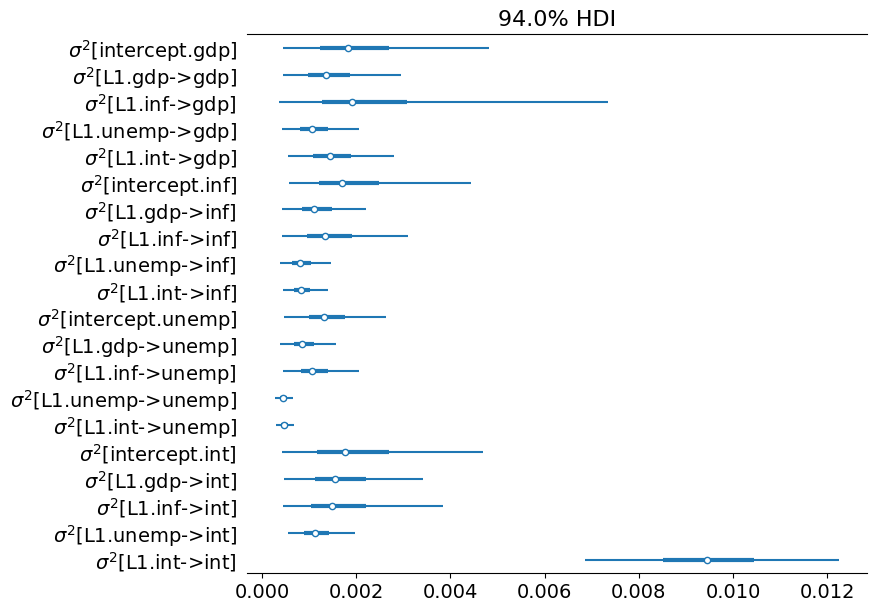 94.0% HDI
σ²[intercept.gdp]
σ²[L1.gdp->gdp]
σ²[L1.inf->gdp]
σ²[L1.unemp->gdp]
σ²[L1.int->gdp]
σ²[intercept.inf]
σ²[L1.gdp->inf]
σ²[L1.inf->inf]
σ²[L1.unemp->inf]
σ²[L1.int->inf]
σ²[intercept.unemp]
σ²[L1.gdp->unemp]
σ²[L1.inf->unemp]
σ²[L1.unemp->unemp]
σ²[L1.int->unemp]
σ²[intercept.int]
σ²[L1.gdp->int]
σ²[L1.inf->int]
σ²[L1.unemp->int]
σ²[L1.int->int]
0.000 0.002 0.004 0.006 0.008 0.010 0.012